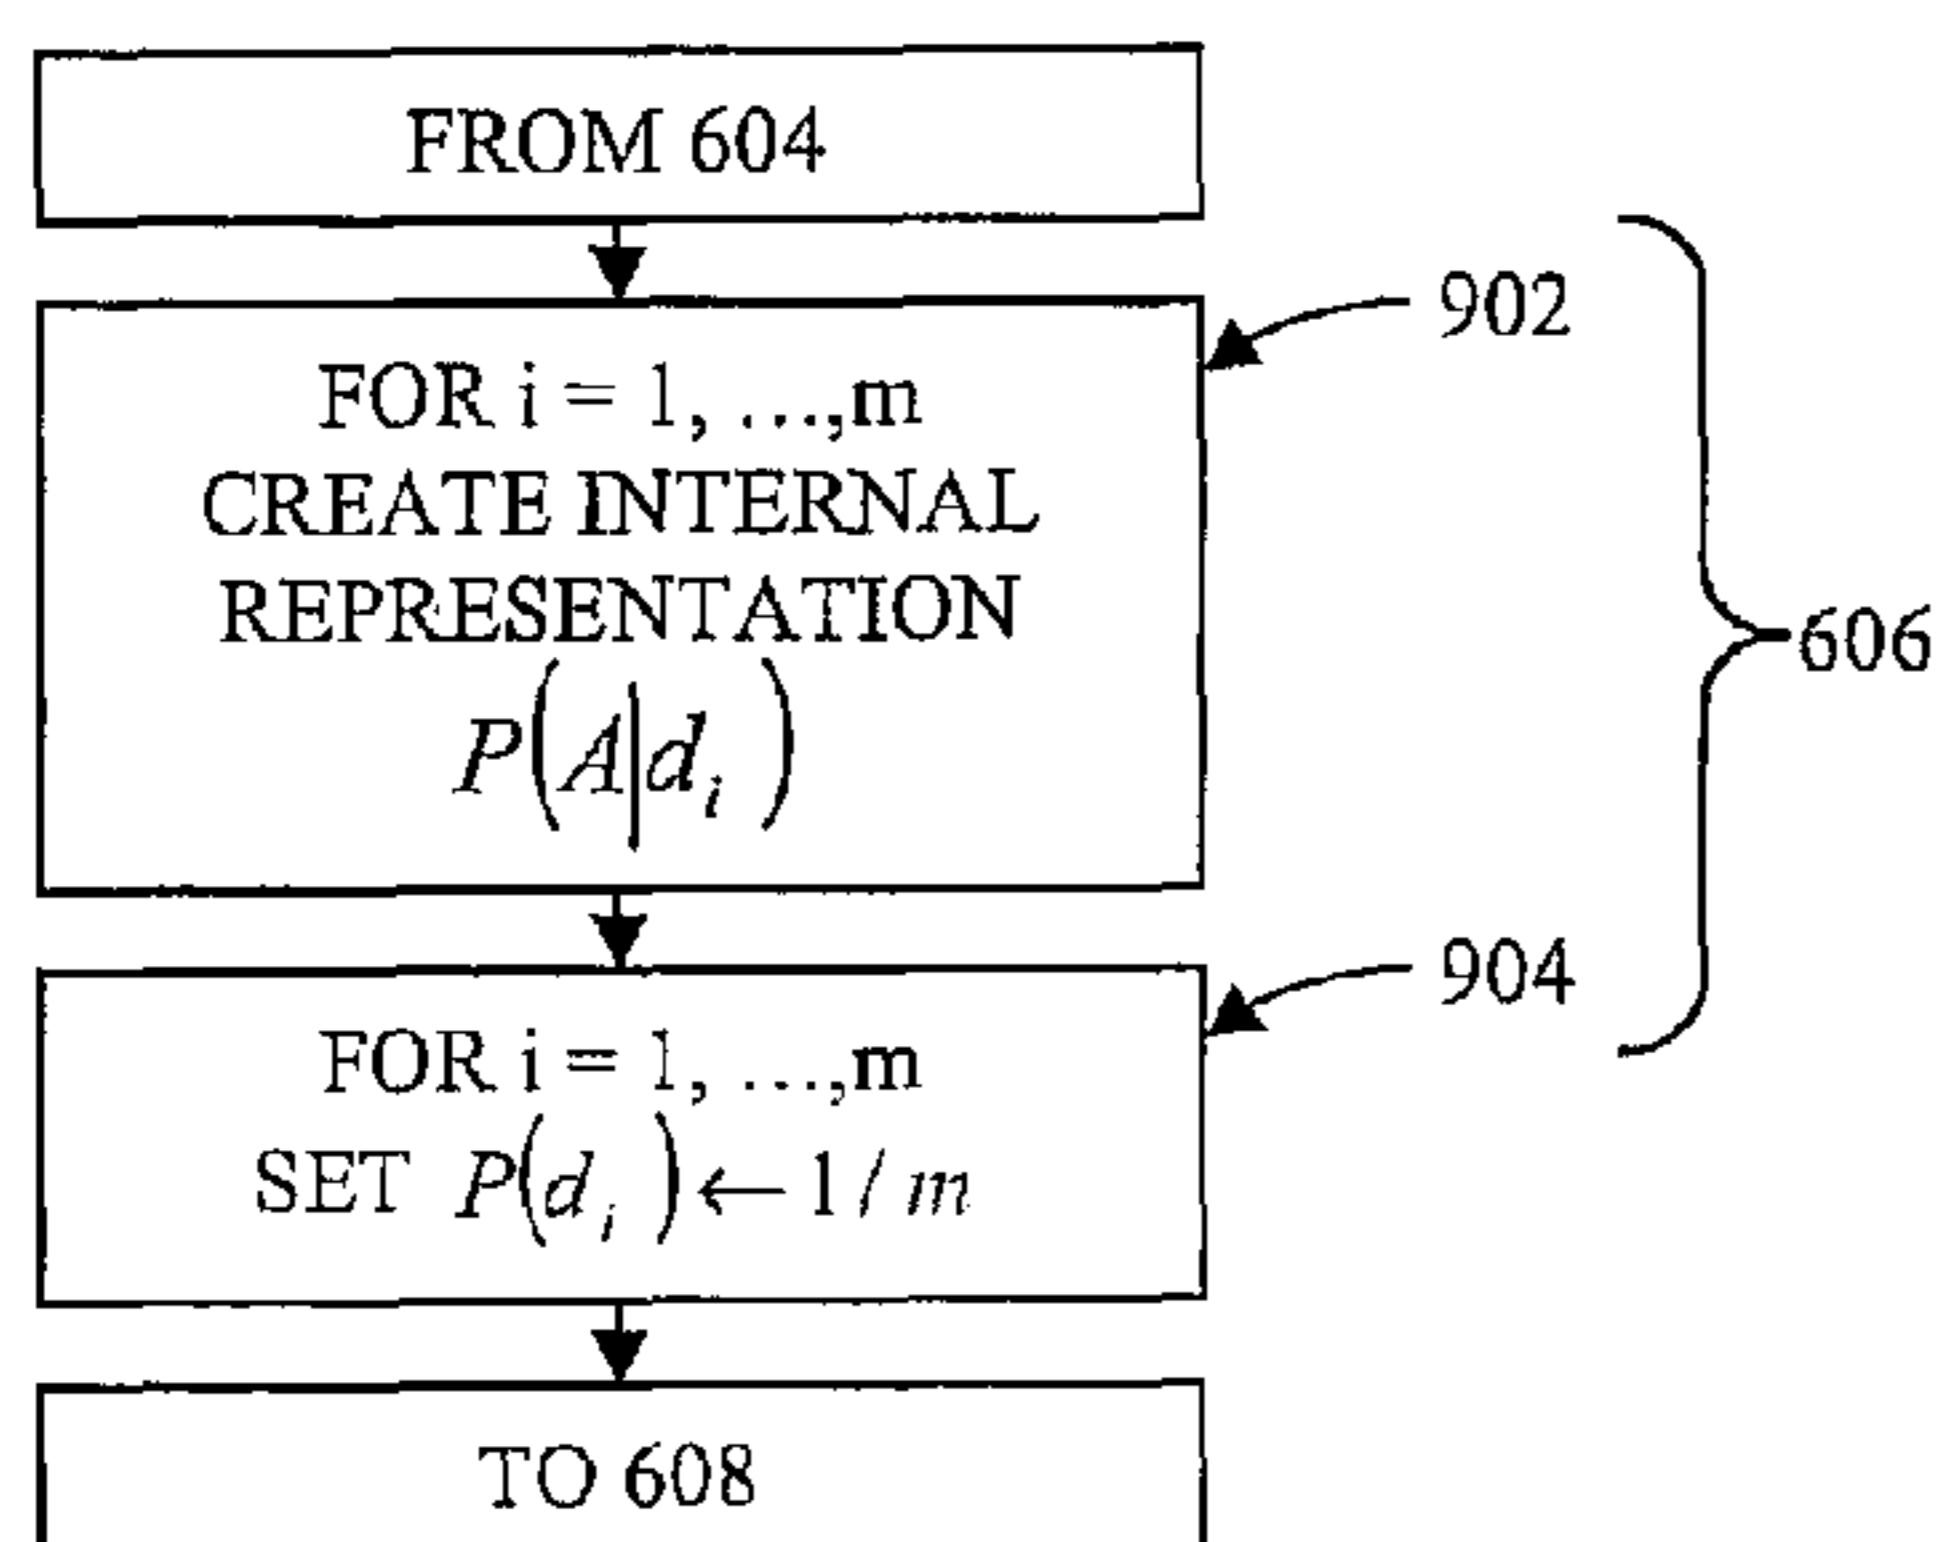 FROM 604
902
FOR i = 1, ...,m
CREATE INTERNAL
REPRESENTATION
P(A|d_i)
606
904
FOR i = 1, ...,m
SET P(d_i) ← 1 / m
TO 608